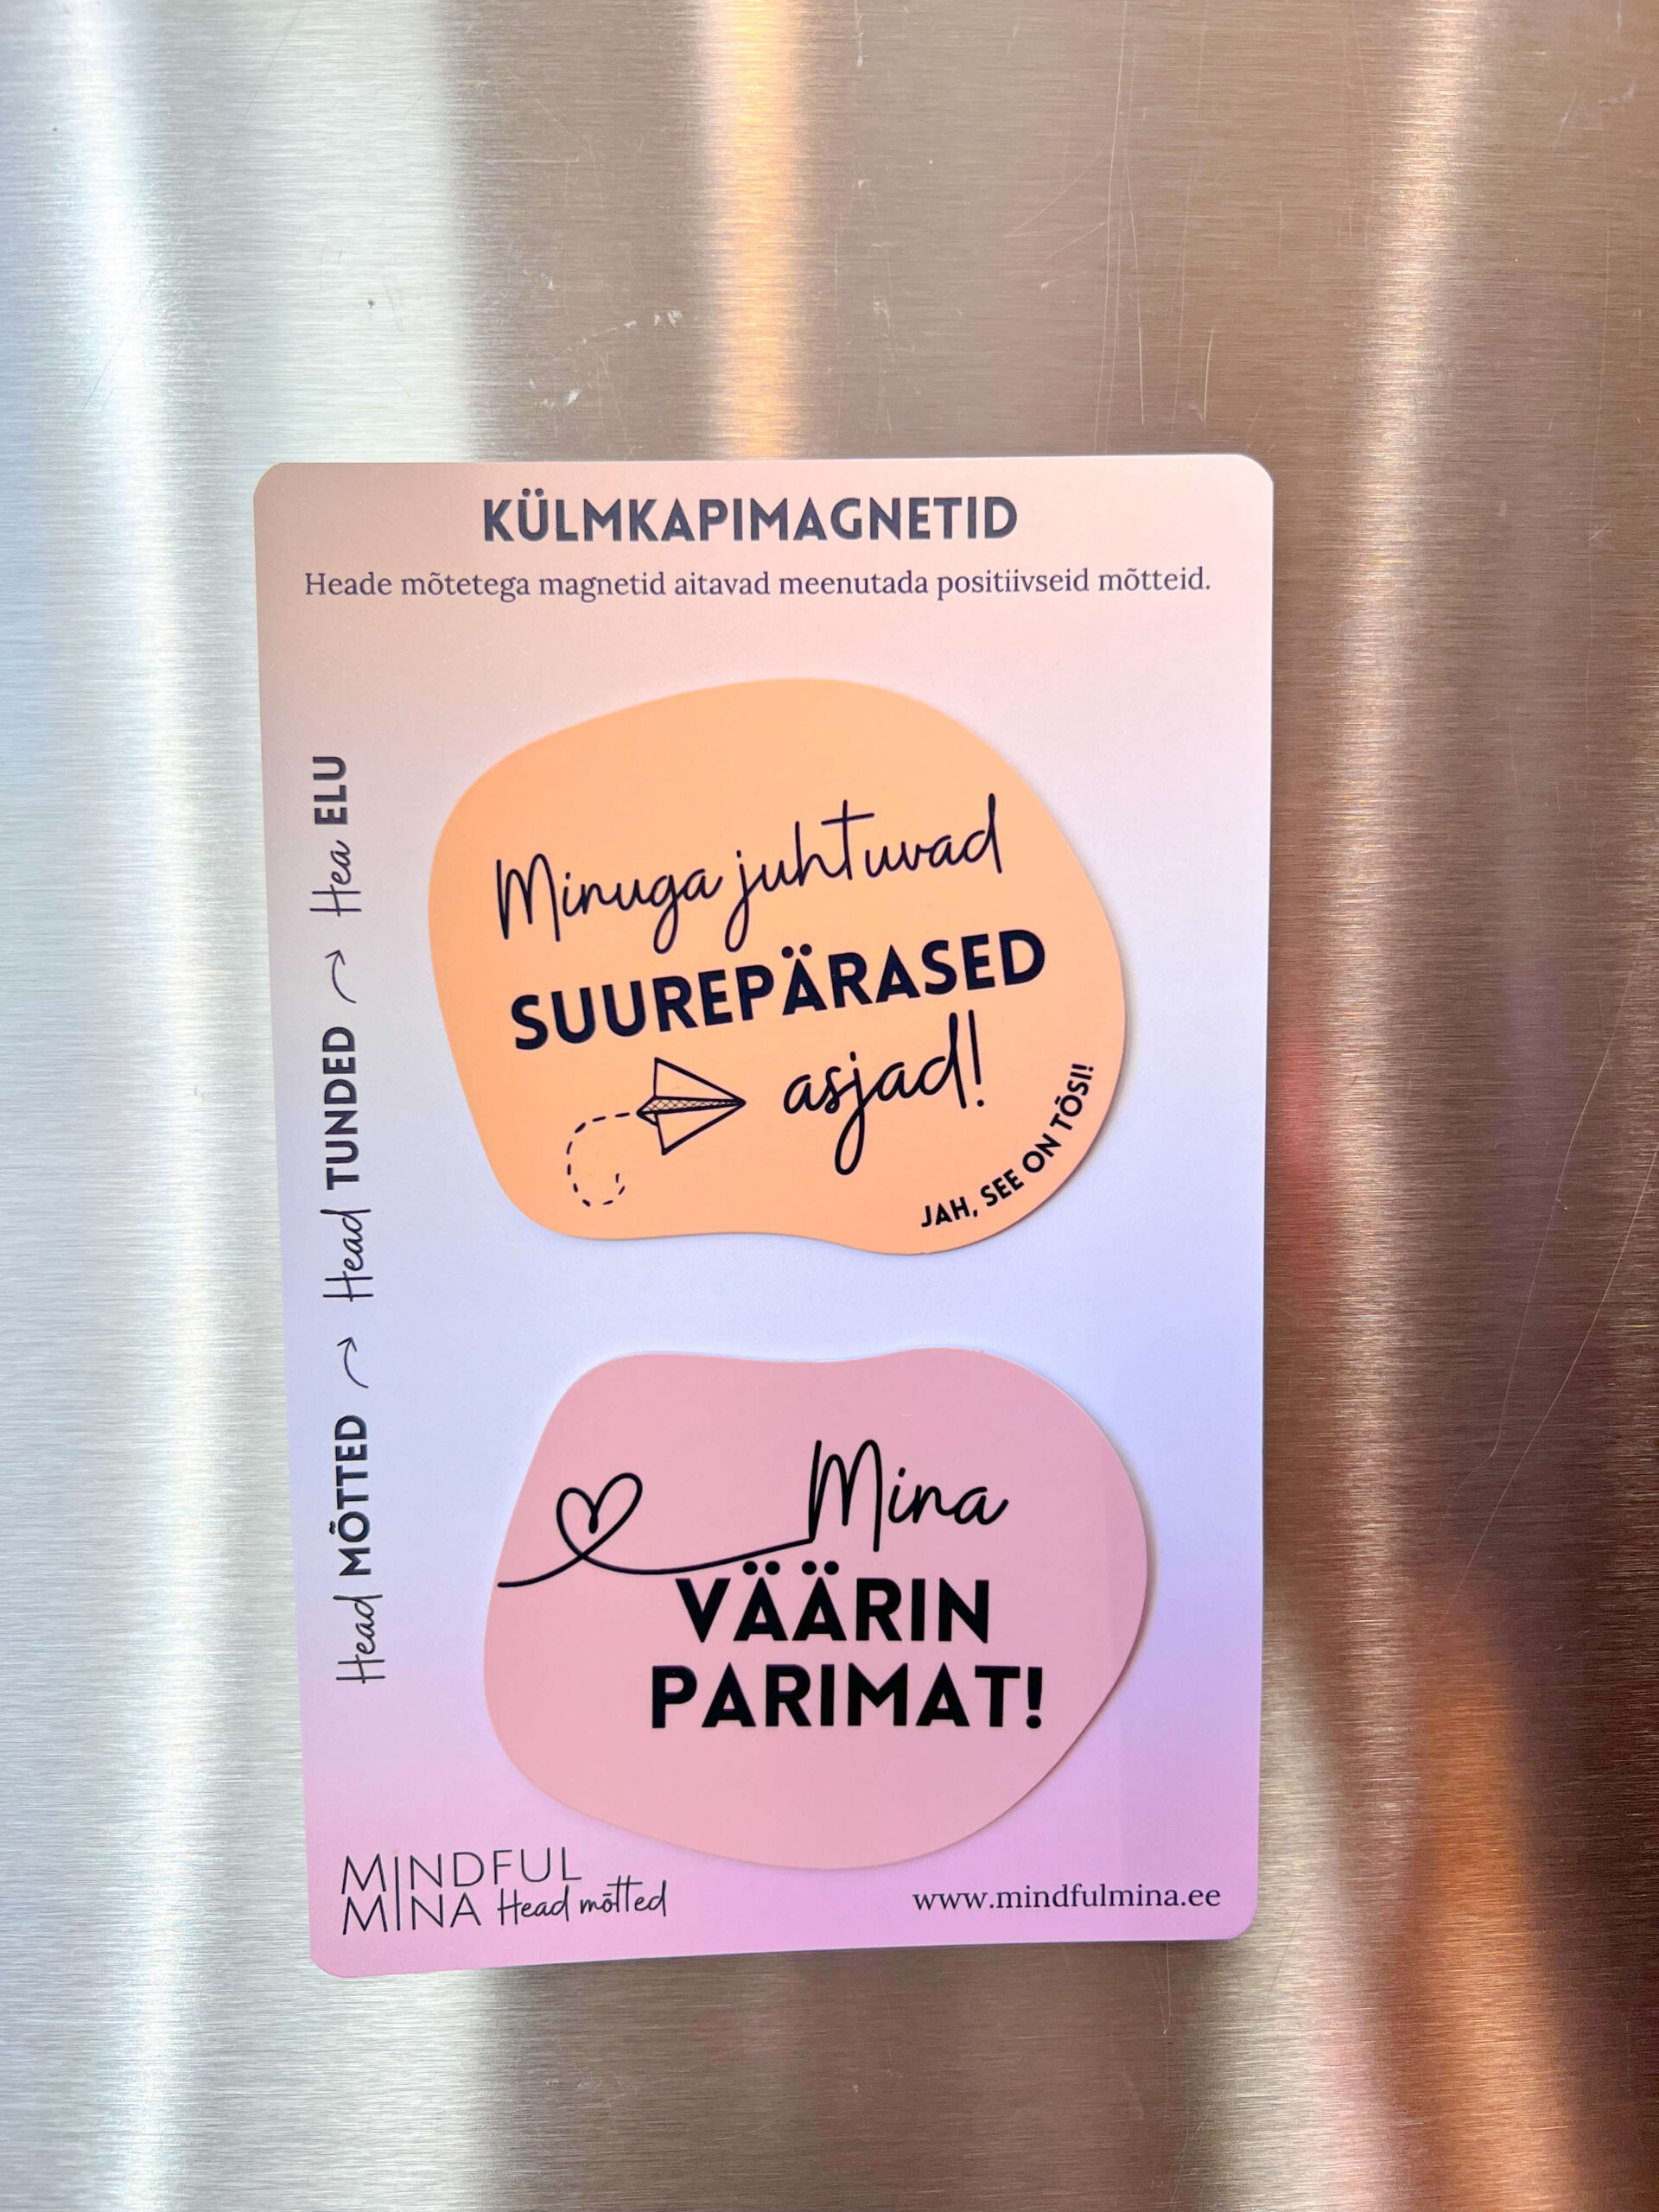 KÜLMKAPIMAGNETID
Heade mõtetega magnetid aitavad meenutada positiivseid mõtteid.
Head MÕTTED → Head TUNDED → Hea ELU
Minuga juhtuvad
SUUREPÄRASED
asjad!
JAH, SEE ON TÕSI!
Mina
VÄÄRIN
PARIMAT!
MINDFUL
MINA Head mõtted
www.mindfulmina.ee